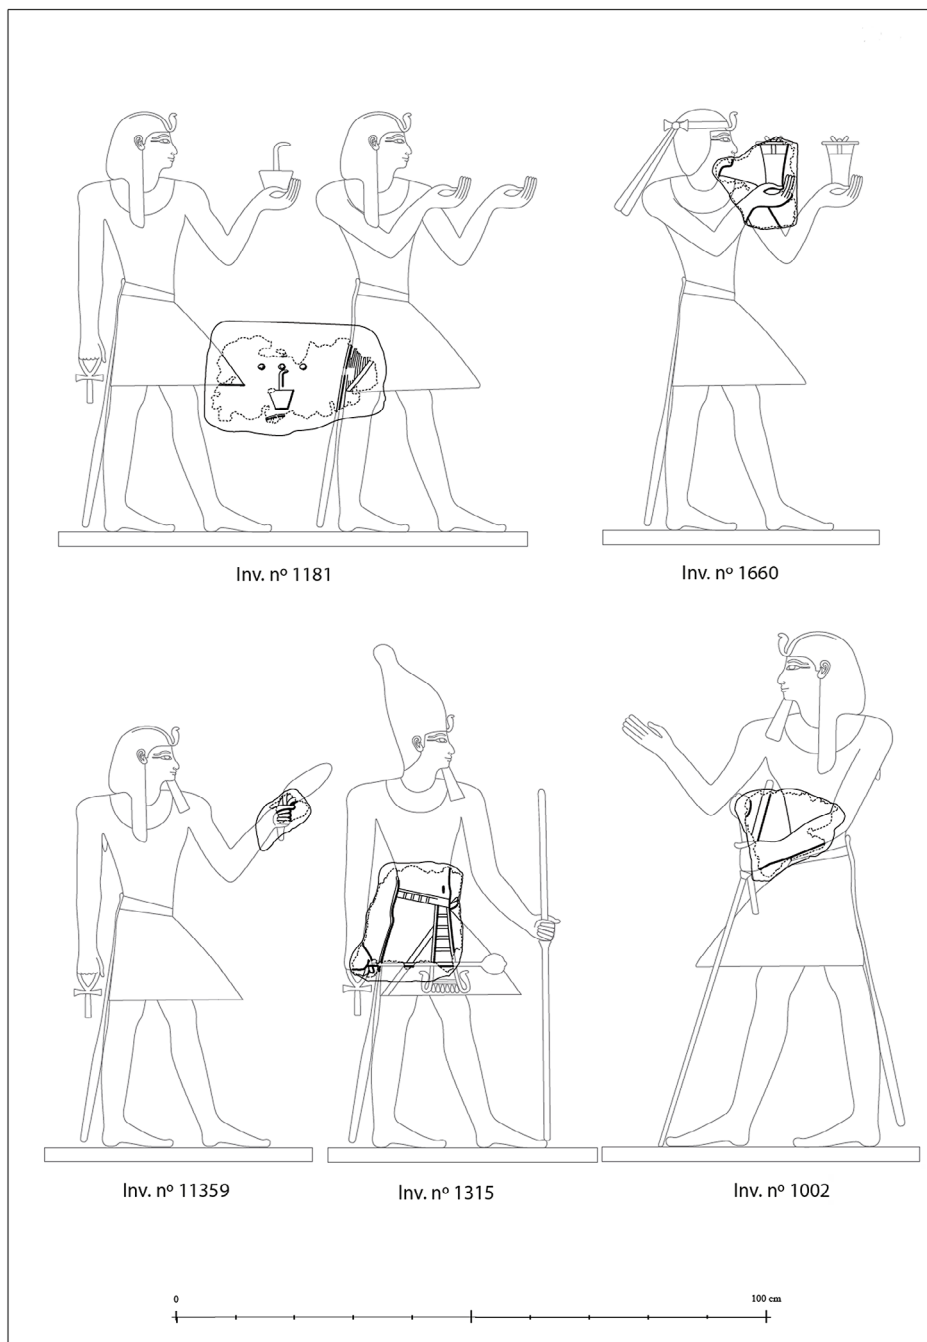 Inv. nº 1181
Inv. nº 1660
Inv. nº 11359
Inv. nº 1315
Inv. nº 1002
0
100 cm